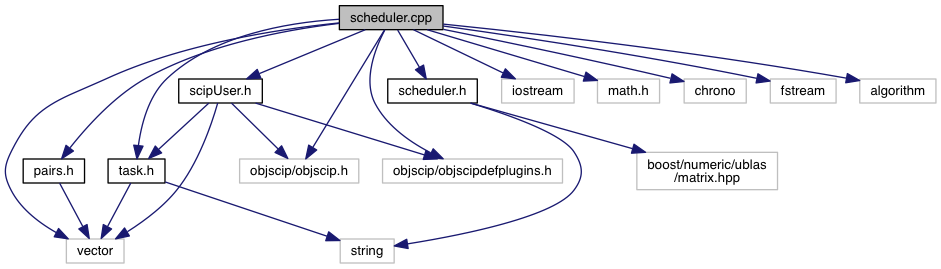 scheduler.cpp
scipUser.h
scheduler.h
iostream
math.h
chrono
fstream
algorithm
pairs.h
task.h
objscip/objscip.h
objscip/objscipdefplugins.h
boost/numeric/ublas
/matrix.hpp
vector
string